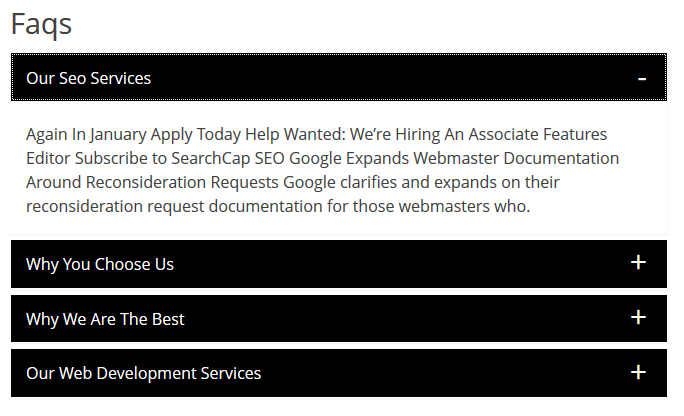 Faqs
Our Seo Services
-
Again In January Apply Today Help Wanted: We’re Hiring An Associate Features
Editor Subscribe to SearchCap SEO Google Expands Webmaster Documentation
Around Reconsideration Requests Google clarifies and expands on their
reconsideration request documentation for those webmasters who.
Why You Choose Us
+
Why We Are The Best
+
Our Web Development Services
+